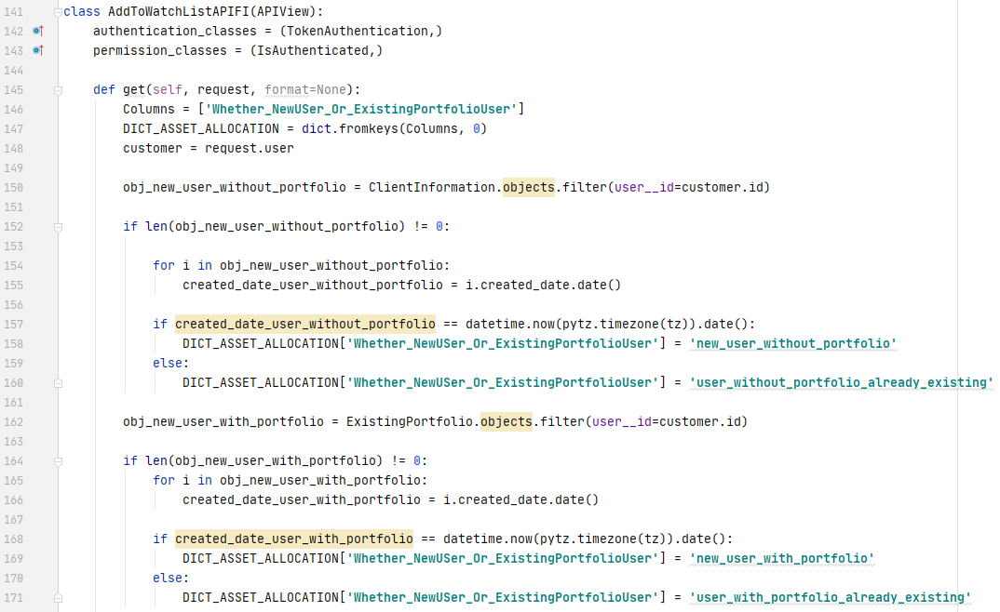 141 class AddToWatchListAPIFI(APIView):
142     authentication_classes = (TokenAuthentication,)
143     permission_classes = (IsAuthenticated,)
144
145     def get(self, request, format=None):
146         Columns = ['Whether_NewUSer_Or_ExistingPortfolioUser']
147         DICT_ASSET_ALLOCATION = dict.fromkeys(Columns, 0)
148         customer = request.user
149
150         obj_new_user_without_portfolio = ClientInformation.objects.filter(user__id=customer.id)
151
152         if len(obj_new_user_without_portfolio) != 0:
153
154             for i in obj_new_user_without_portfolio:
155                 created_date_user_without_portfolio = i.created_date.date()
156
157             if created_date_user_without_portfolio == datetime.now(pytz.timezone(tz)).date():
158                 DICT_ASSET_ALLOCATION['Whether_NewUSer_Or_ExistingPortfolioUser'] = 'new_user_without_portfolio'
159             else:
160                 DICT_ASSET_ALLOCATION['Whether_NewUSer_Or_ExistingPortfolioUser'] = 'user_without_portfolio_already_existing'
161
162         obj_new_user_with_portfolio = ExistingPortfolio.objects.filter(user__id=customer.id)
163
164         if len(obj_new_user_with_portfolio) != 0:
165             for i in obj_new_user_with_portfolio:
166                 created_date_user_with_portfolio = i.created_date.date()
167
168             if created_date_user_with_portfolio == datetime.now(pytz.timezone(tz)).date():
169                 DICT_ASSET_ALLOCATION['Whether_NewUSer_Or_ExistingPortfolioUser'] = 'new_user_with_portfolio'
170             else:
171                 DICT_ASSET_ALLOCATION['Whether_NewUSer_Or_ExistingPortfolioUser'] = 'user_with_portfolio_already_existing'